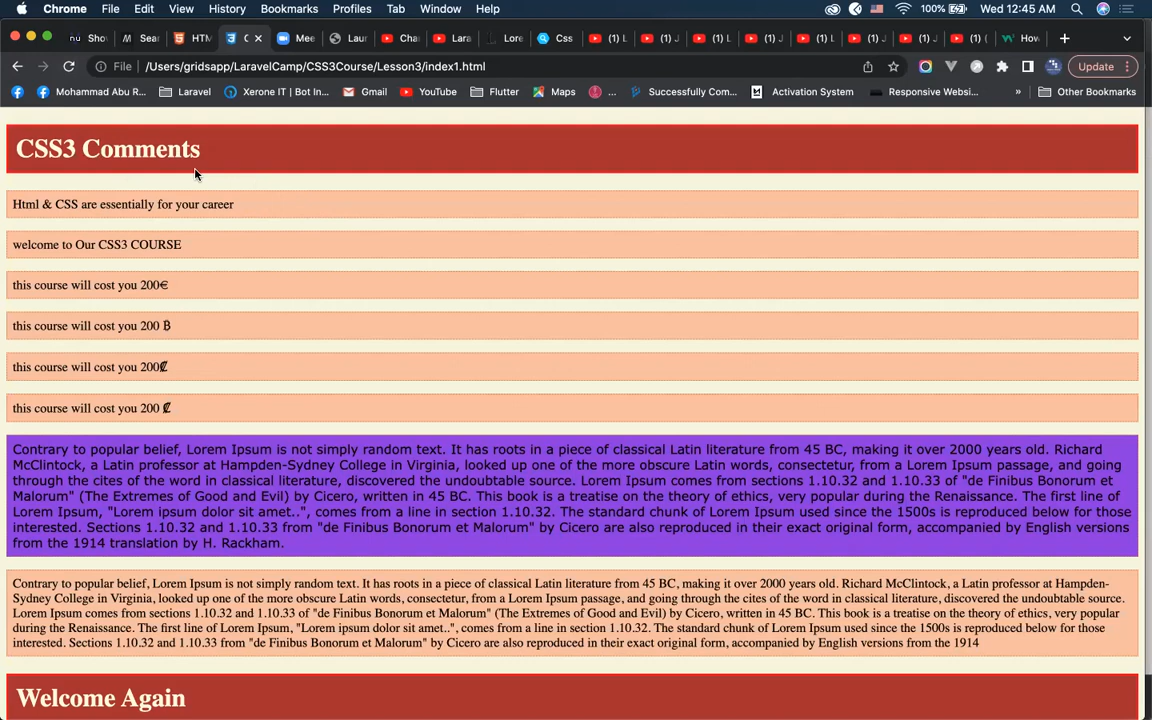 Chrome File Edit View History Bookmarks Profiles Tab Window Help 100% Wed 12:45 AM
Sho Sea HTM C Mee Lau Cha Lara Lore Css (1) L (1) J (1) L (1) J (1) L (1) J (1) J (1) ( How
File /Users/gridsapp/LaravelCamp/CSS3Course/Lesson3/index1.html Update
Mohammad Abu R... Laravel Xerone IT | Bot In... Gmail YouTube Flutter Maps ... Successfully Com... Activation System Responsive Websi... » Other Bookmarks
CSS3 Comments
Html & CSS are essentially for your career
welcome to Our CSS3 COURSE
this course will cost you 200€
this course will cost you 200 ₿
this course will cost you 200₡
this course will cost you 200 ₡
Contrary to popular belief, Lorem Ipsum is not simply random text. It has roots in a piece of classical Latin literature from 45 BC, making it over 2000 years old. Richard
McClintock, a Latin professor at Hampden-Sydney College in Virginia, looked up one of the more obscure Latin words, consectetur, from a Lorem Ipsum passage, and going
through the cites of the word in classical literature, discovered the undoubtable source. Lorem Ipsum comes from sections 1.10.32 and 1.10.33 of "de Finibus Bonorum et
Malorum" (The Extremes of Good and Evil) by Cicero, written in 45 BC. This book is a treatise on the theory of ethics, very popular during the Renaissance. The first line of
Lorem Ipsum, "Lorem ipsum dolor sit amet..", comes from a line in section 1.10.32. The standard chunk of Lorem Ipsum used since the 1500s is reproduced below for those
interested. Sections 1.10.32 and 1.10.33 from "de Finibus Bonorum et Malorum" by Cicero are also reproduced in their exact original form, accompanied by English versions
from the 1914 translation by H. Rackham.
Contrary to popular belief, Lorem Ipsum is not simply random text. It has roots in a piece of classical Latin literature from 45 BC, making it over 2000 years old. Richard McClintock, a Latin professor at Hampden-
Sydney College in Virginia, looked up one of the more obscure Latin words, consectetur, from a Lorem Ipsum passage, and going through the cites of the word in classical literature, discovered the undoubtable source.
Lorem Ipsum comes from sections 1.10.32 and 1.10.33 of "de Finibus Bonorum et Malorum" (The Extremes of Good and Evil) by Cicero, written in 45 BC. This book is a treatise on the theory of ethics, very popular
during the Renaissance. The first line of Lorem Ipsum, "Lorem ipsum dolor sit amet..", comes from a line in section 1.10.32. The standard chunk of Lorem Ipsum used since the 1500s is reproduced below for those
interested. Sections 1.10.32 and 1.10.33 from "de Finibus Bonorum et Malorum" by Cicero are also reproduced in their exact original form, accompanied by English versions from the 1914
Welcome Again